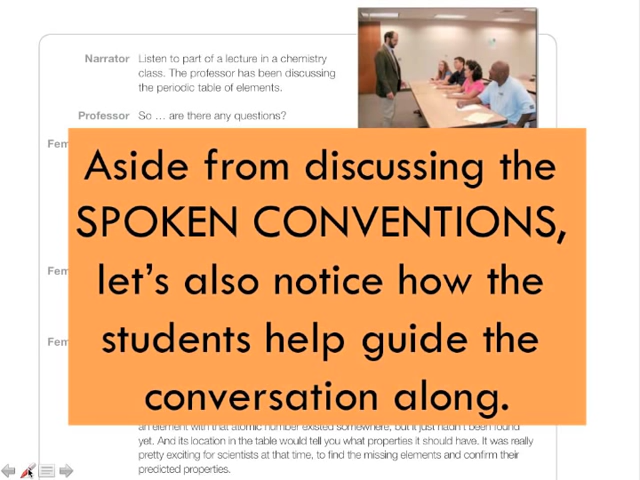 Narrator Listen to part of a lecture in a chemistry
class. The professor has been discussing
the periodic table of elements.
Professor So … are there any questions?
Fem
Aside from discussing the
SPOKEN CONVENTIONS,
let's also notice how the
students help guide the
conversation along.
Fem
Fem
an element with that atomic number existed somewhere, but it just hadn't been found
yet. And its location in the table would tell you what properties it should have. It was really
pretty exciting for scientists at that time, to find the missing elements and confirm their
predicted properties.